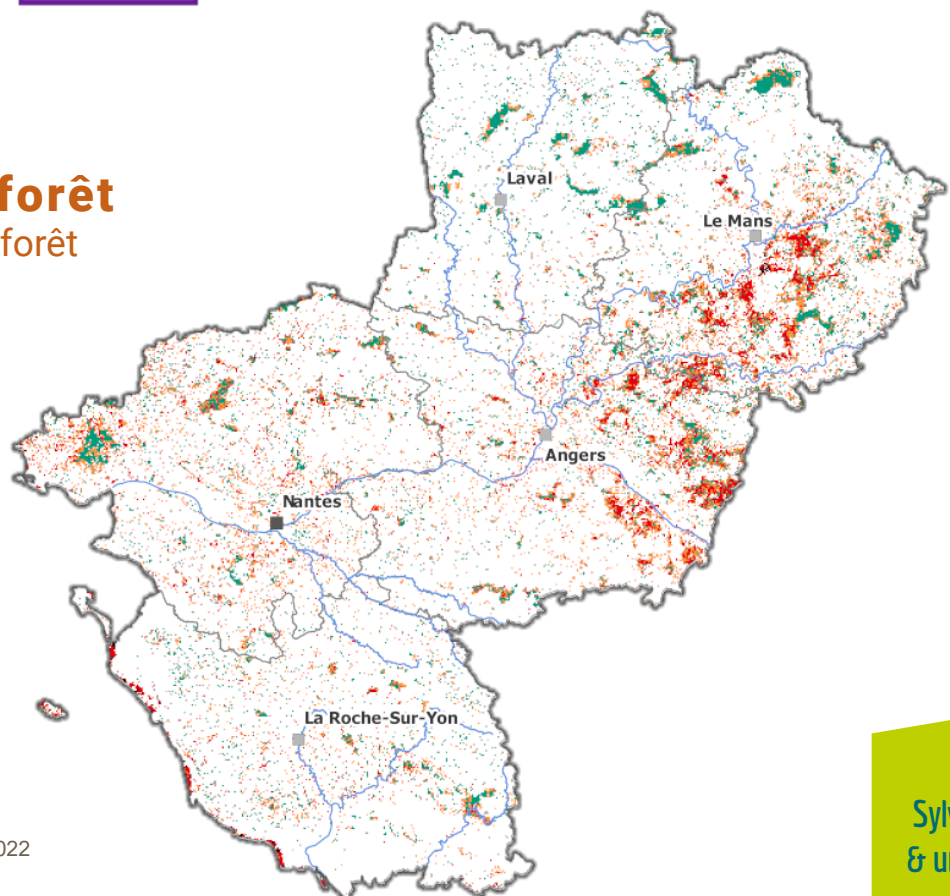 forêt
forêt
Laval
Le Mans
Angers
Nantes
La Roche-Sur-Yon
022
Syl
& u